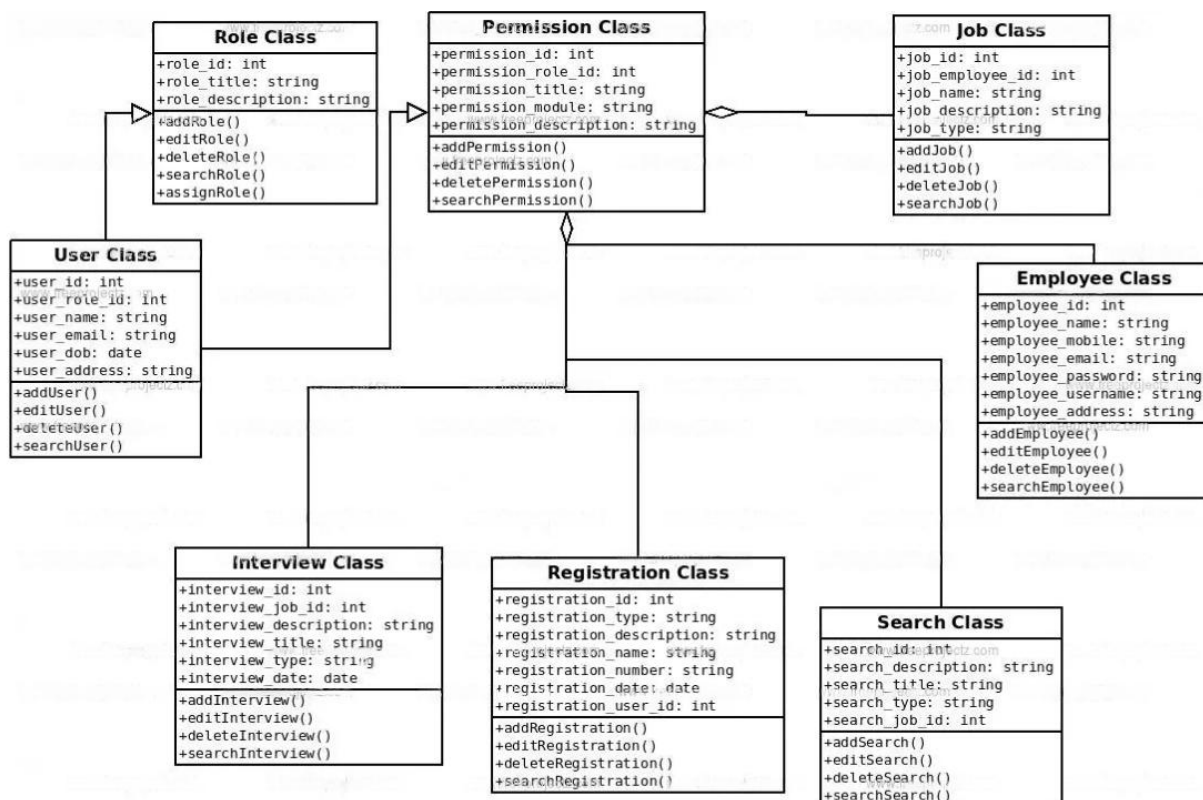 Role Class
+role_id: int
+role_title: string
+role_description: string
+addRole()
+editRole()
+deleteRole()
+searchRole()
+assignRole()
Permission Class
+permission_id: int
+permission_role_id: int
+permission_title: string
+permission_module: string
+permission_description: string
+addPermission()
+editPermission()
+deletePermission()
+searchPermission()
Job Class
+job_id: int
+job_employee_id: int
+job_name: string
+job_description: string
+job_type: string
+addJob()
+editJob()
+deleteJob()
+searchJob()
User Class
+user_id: int
+user_role_id: int
+user_name: string
+user_email: string
+user_dob: date
+user_address: string
+addUser()
+editUser()
+deleteUser()
+searchUser()
Employee Class
+employee_id: int
+employee_name: string
+employee_mobile: string
+employee_email: string
+employee_password: string
+employee_username: string
+employee_address: string
+addEmployee()
+editEmployee()
+deleteEmployee()
+searchEmployee()
Interview Class
+interview_id: int
+interview_job_id: int
+interview_description: string
+interview_title: string
+interview_type: string
+interview_date: date
+addInterview()
+editInterview()
+deleteInterview()
+searchInterview()
Registration Class
+registration_id: int
+registration_type: string
+registration_description: string
+registration_name: string
+registration_number: string
+registration_date: date
+registration_user_id: int
+addRegistration()
+editRegistration()
+deleteRegistration()
+searchRegistration()
Search Class
+search_id: int
+search_description: string
+search_title: string
+search_type: string
+search_job_id: int
+addSearch()
+editSearch()
+deleteSearch()
+searchSearch()